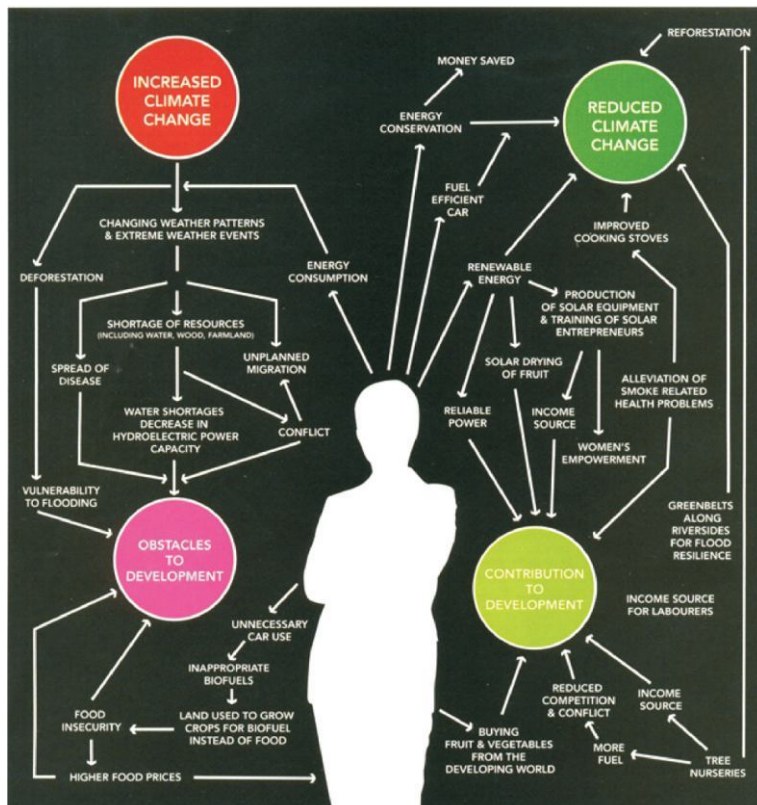 INCREASED
CLIMATE
CHANGE
CHANGING WEATHER PATTERNS
& EXTREME WEATHER EVENTS
DEFORESTATION
ENERGY
CONSUMPTION
SHORTAGE OF RESOURCES
(INCLUDING WATER, WOOD, FARMLAND)
SPREAD OF
DISEASE
UNPLANNED
MIGRATION
WATER SHORTAGES
DECREASE IN
HYDROELECTRIC POWER
CAPACITY
CONFLICT
VULNERABILITY
TO FLOODING
OBSTACLES
TO
DEVELOPMENT
UNNECESSARY
CAR USE
INAPPROPRIATE
BIOFUELS
LAND USED TO GROW
CROPS FOR BIOFUEL
INSTEAD OF FOOD
FOOD
INSECURITY
HIGHER FOOD PRICES
REFORESTATION
MONEY SAVED
REDUCED
CLIMATE
CHANGE
ENERGY
CONSERVATION
FUEL
EFFICIENT
CAR
IMPROVED
COOKING STOVES
RENEWABLE
ENERGY
PRODUCTION
OF SOLAR EQUIPMENT
& TRAINING OF SOLAR
ENTREPRENEURS
SOLAR DRYING
OF FRUIT
ALLEVIATION OF
SMOKE RELATED
HEALTH PROBLEMS
RELIABLE
POWER
INCOME
SOURCE
WOMEN'S
EMPOWERMENT
GREENBELTS
ALONG
RIVERSIDES
FOR FLOOD
RESILIENCE
CONTRIBUTION
TO
DEVELOPMENT
INCOME SOURCE
FOR LABOURERS
REDUCED
COMPETITION
& CONFLICT
INCOME
SOURCE
BUYING
FRUIT & VEGETABLES
FROM THE
DEVELOPING WORLD
MORE
FUEL
TREE
NURSERIES